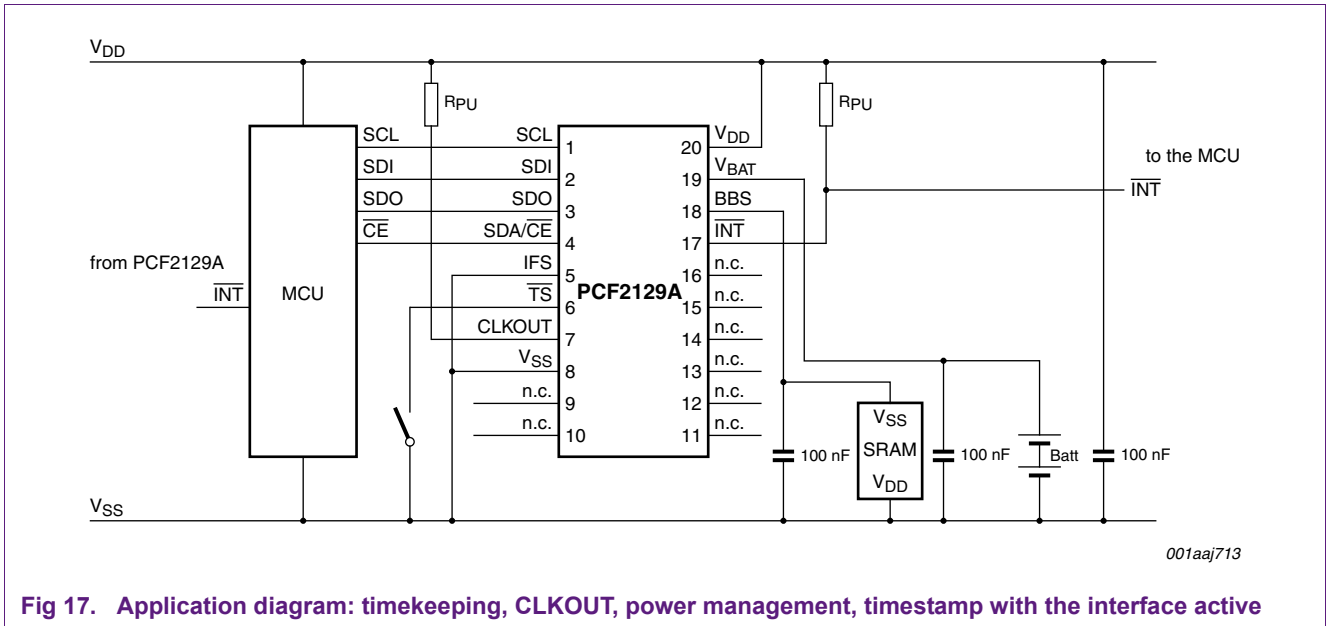 VDD
RPU
RPU
SCL SCL 1 20 VDD
to the MCU
SDI SDI 2 19 VBAT
INT
SDO SDO 3 18 BBS
CE SDA/CE 4 17 INT
from PCF2129A
IFS 5 16 n.c.
INT MCU TS 6 PCF2129A 15 n.c.
CLKOUT 7 14 n.c.
VSS 8 13 n.c.
n.c. 9 12 n.c.
n.c. 10 11 n.c.
VSS
100 nF SRAM 100 nF Batt 100 nF
VDD
VSS
001aaj713
Fig 17. Application diagram: timekeeping, CLKOUT, power management, timestamp with the interface active